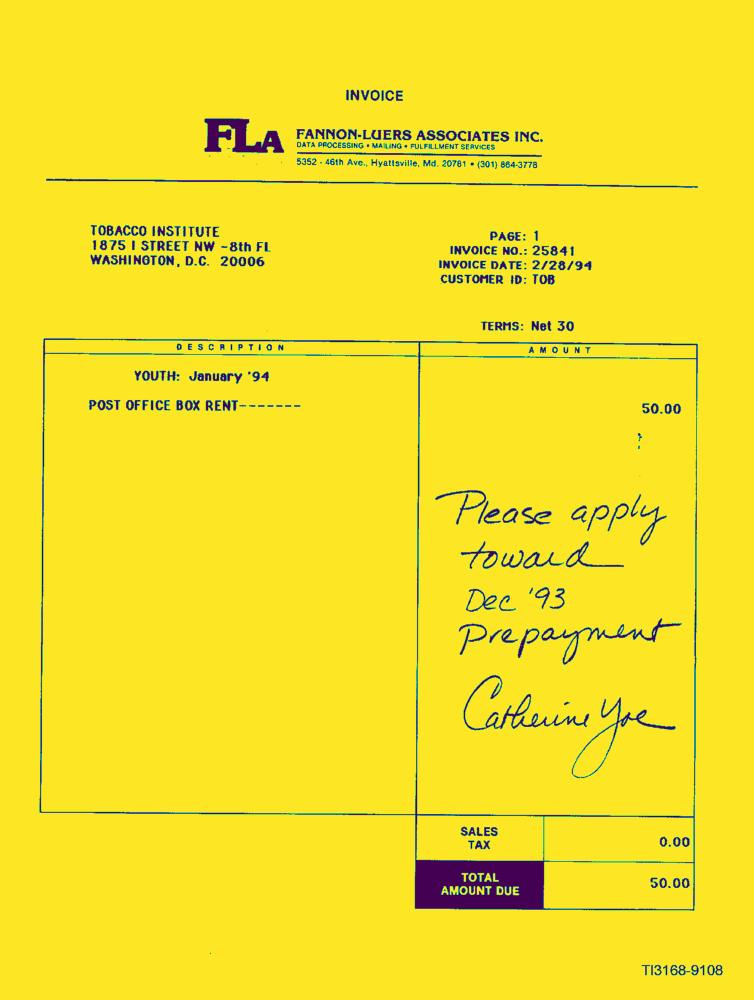 INVOICE
FLA
FANNON-LUERS ASSOCIATES INC.
DATA PROCESSING • MAILING • FULFILLMENT SERVICES
5352 - 46th Ave., Hyattsville, Md. 20781 • (301) 864-3778
TOBACCO INSTITUTE
1875 I STREET NW -8th FL
WASHINGTON, D.C. 20006
PAGE: 1
INVOICE NO.: 25841
INVOICE DATE: 2/28/94
CUSTOMER ID: TOB
TERMS: Net 30
DESCRIPTION AMOUNT
YOUTH: January '94
POST OFFICE BOX RENT------- 50.00
Please apply
toward
Dec '93
Prepayment
Catherine Yoe
SALES TAX 0.00
TOTAL AMOUNT DUE 50.00
TI3168-9108